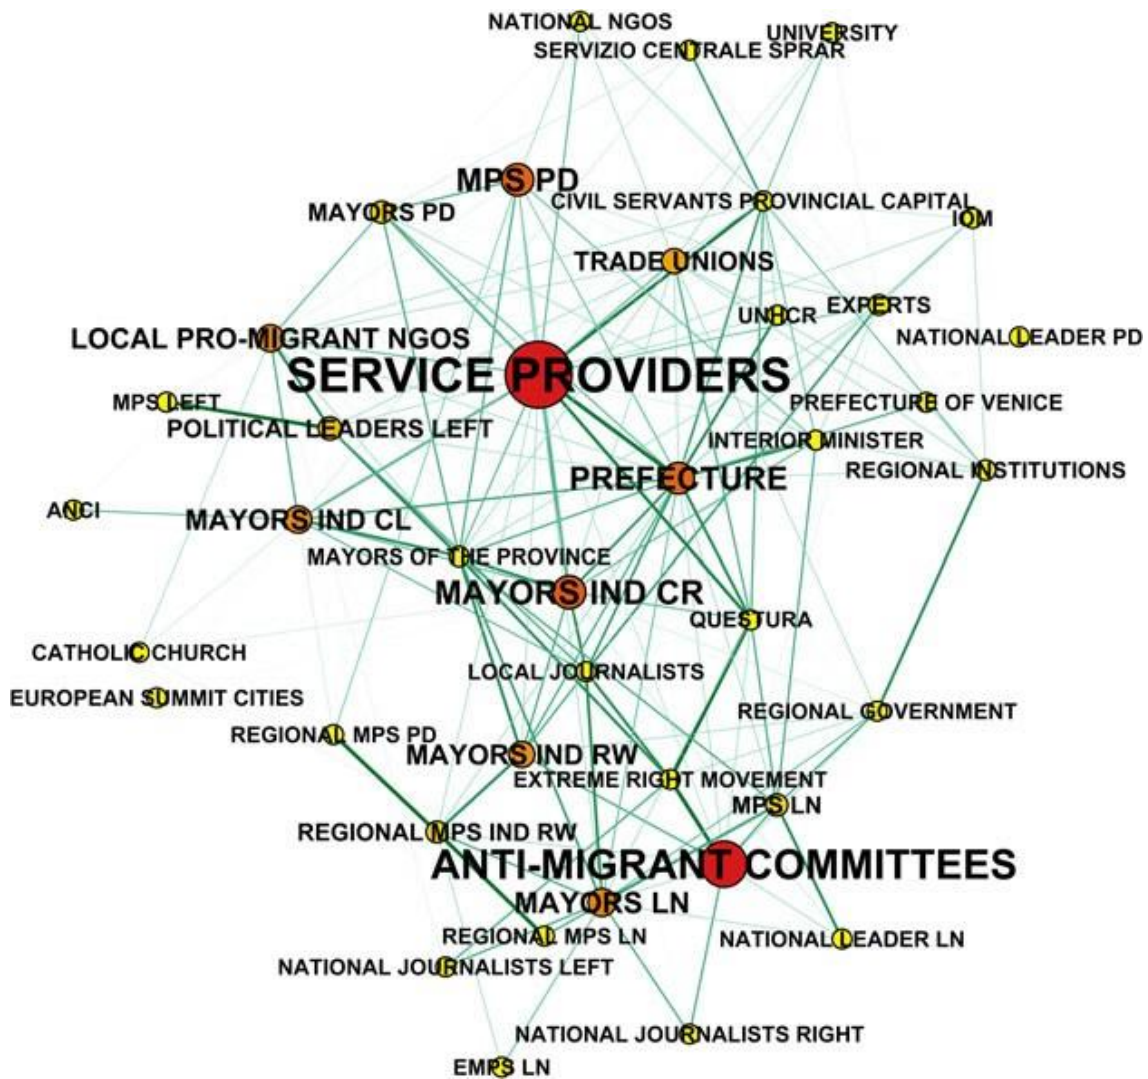 NATIONAL NGOS
UNIVERSITY
SERVIZIO CENTRALE SPRAR
MPS PD
CIVIL SERVANTS PROVINCIAL CAPITAL
MAYORS PD
IOM
TRADE UNIONS
EXPERTS
UNHCR
LOCAL PRO-MIGRANT NGOS
NATIONAL LEADER PD
SERVICE PROVIDERS
MPS LEFT
PREFECTURE OF VENICE
POLITICAL LEADERS LEFT
INTERIOR MINISTER
REGIONAL INSTITUTIONS
PREFECTURE
ANCI
MAYORS IND CL
MAYORS OF THE PROVINCE
MAYORS IND CR
QUESTURA
CATHOLIC CHURCH
LOCAL JOURNALISTS
EUROPEAN SUMMIT CITIES
REGIONAL GOVERNMENT
REGIONAL MPS PD
MAYORS IND RW
EXTREME RIGHT MOVEMENT
MPS LN
REGIONAL MPS IND RW
ANTI-MIGRANT COMMITTEES
MAYORS LN
REGIONAL MPS LN
NATIONAL LEADER LN
NATIONAL JOURNALISTS LEFT
NATIONAL JOURNALISTS RIGHT
EMPS LN